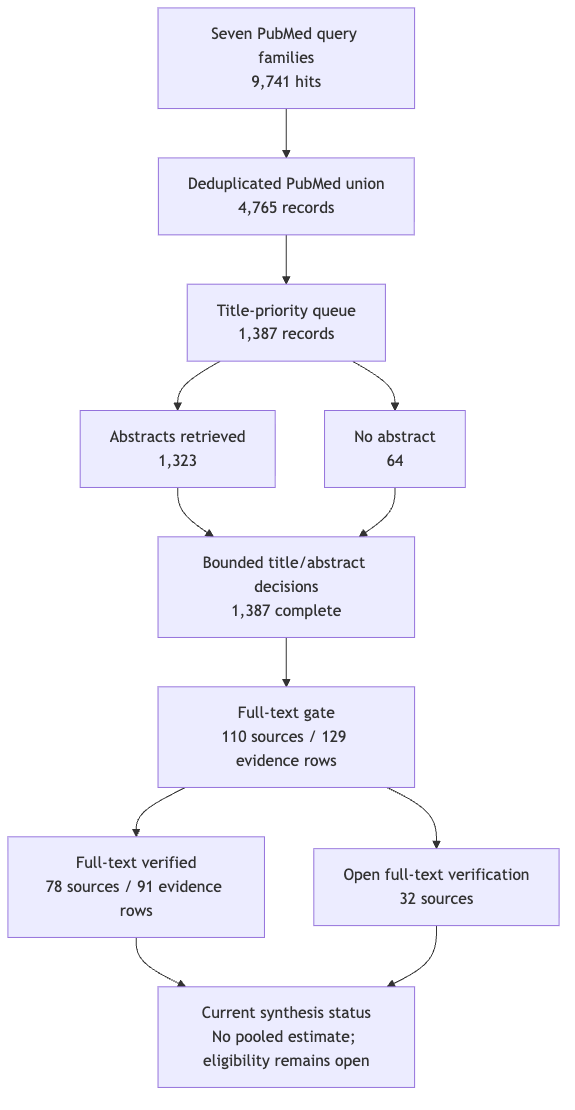 Seven PubMed query
families
9,741 hits
Deduplicated PubMed union
4,765 records
Title-priority queue
1,387 records
Abstracts retrieved
1,323
No abstract
64
Bounded title/abstract
decisions
1,387 complete
Full-text gate
110 sources / 129
evidence rows
Full-text verified
78 sources / 91 evidence
rows
Open full-text verification
32 sources
Current synthesis status
No pooled estimate;
eligibility remains open